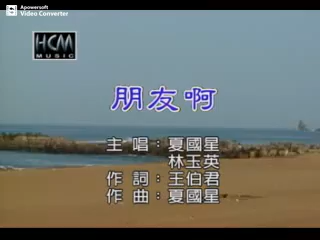 Apowersoft
Video Converter
HCM
MUSIC
朋友啊
主 唱：夏國星
林玉英
作 詞：王伯君
作 曲：夏國星